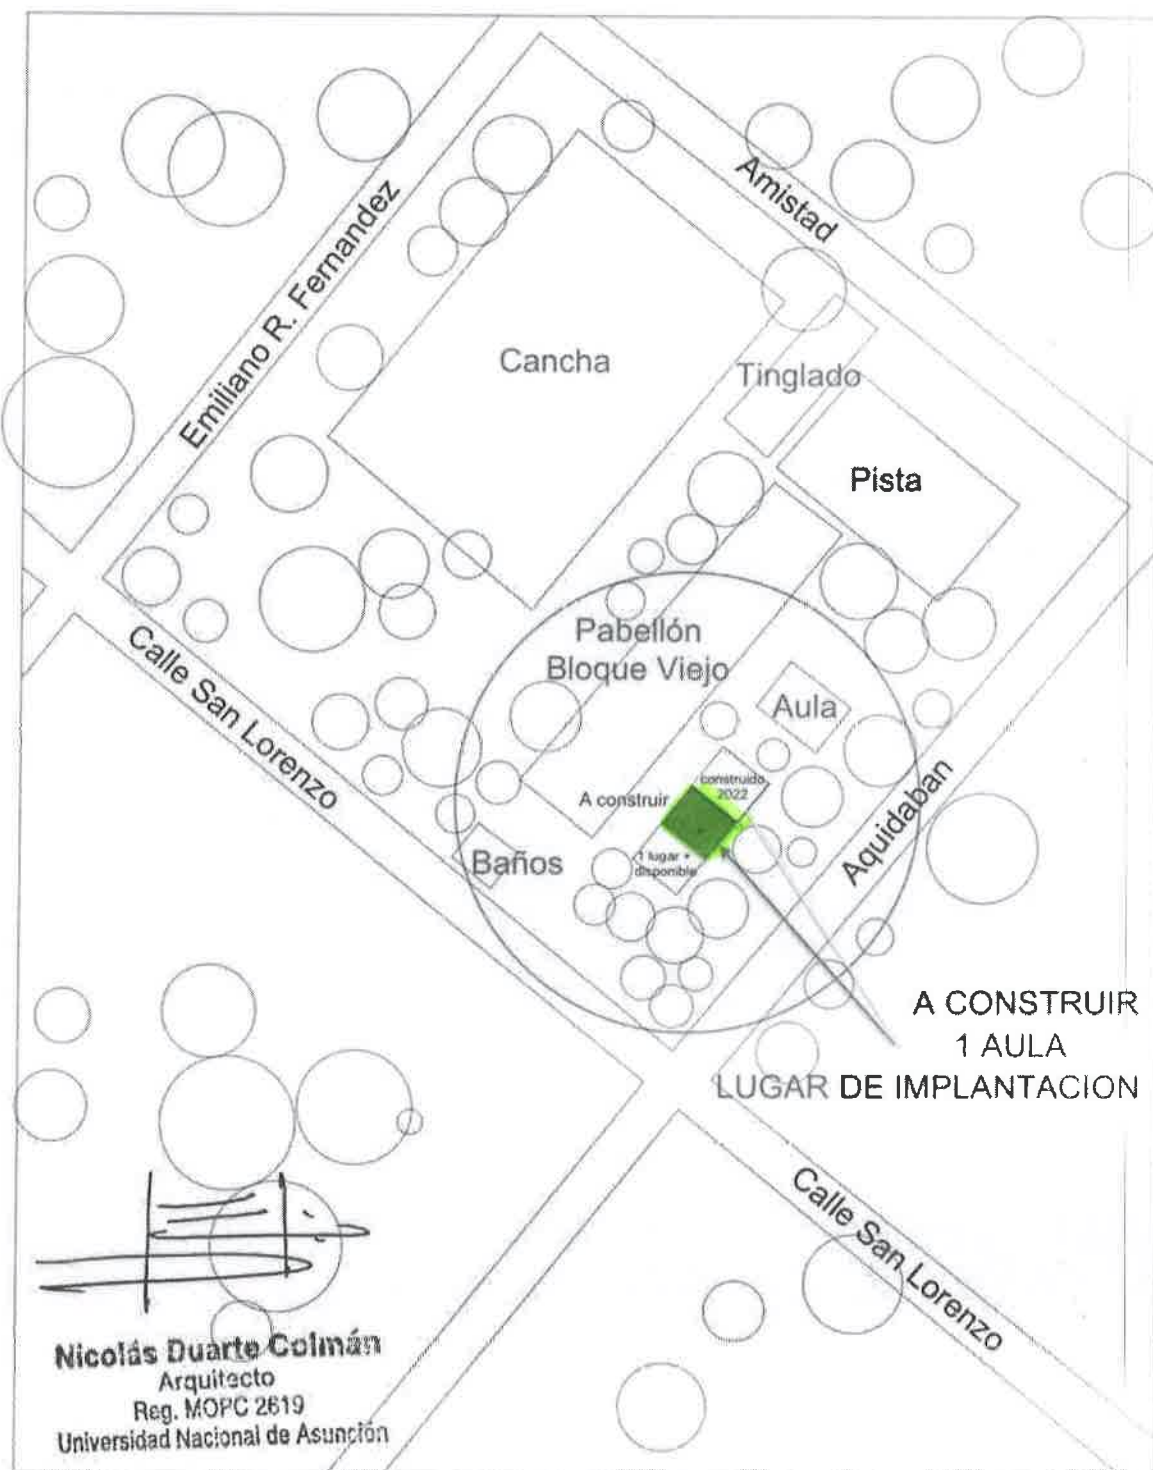 Amistad
Emiliano R. Fernandez
Cancha
Tinglado
Pista
Pabellón
Bloque Viejo
Calle San Lorenzo
Aula
construido
2022
A construir
1 lugar +
disponible
Baños
Aquidaban
A CONSTRUIR
1 AULA
LUGAR DE IMPLANTACION
Calle San Lorenzo
Nicolás Duarte Colmán
Arquitecto
Reg. MOPC 2619
Universidad Nacional de Asunción